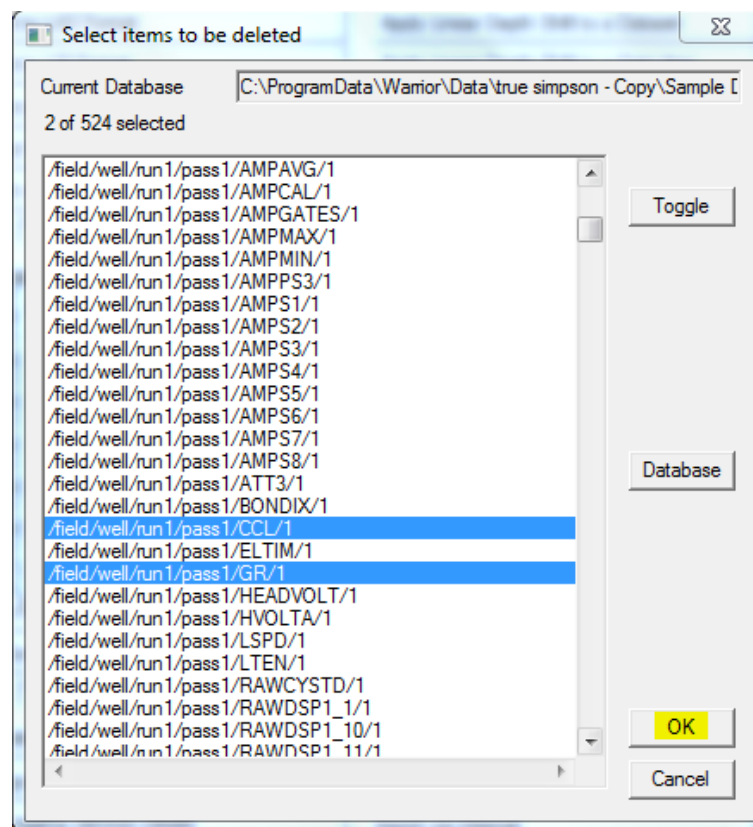 Select items to be deleted
Current Database C:\ProgramData\Warrior\Data\true simpson - Copy\Sample D
2 of 524 selected
/field/well/run1/pass1/AMPAVG/1
/field/well/run1/pass1/AMPCAL/1
/field/well/run1/pass1/AMPGATES/1
/field/well/run1/pass1/AMPMAX/1
/field/well/run1/pass1/AMPMIN/1
/field/well/run1/pass1/AMPPS3/1
/field/well/run1/pass1/AMPS1/1
/field/well/run1/pass1/AMPS2/1
/field/well/run1/pass1/AMPS3/1
/field/well/run1/pass1/AMPS4/1
/field/well/run1/pass1/AMPS5/1
/field/well/run1/pass1/AMPS6/1
/field/well/run1/pass1/AMPS7/1
/field/well/run1/pass1/AMPS8/1
/field/well/run1/pass1/ATT3/1
/field/well/run1/pass1/BONDIX/1
/field/well/run1/pass1/CCL/1
/field/well/run1/pass1/ELTIM/1
/field/well/run1/pass1/GR/1
/field/well/run1/pass1/HEADVOLT/1
/field/well/run1/pass1/HVOLTA/1
/field/well/run1/pass1/LSPD/1
/field/well/run1/pass1/LTEN/1
/field/well/run1/pass1/RAWCYSTD/1
/field/well/run1/pass1/RAWDSP1_1/1
/field/well/run1/pass1/RAWDSP1_10/1
/field/well/run1/pass1/RAWDSP1_11/1
Toggle
Database
OK
Cancel